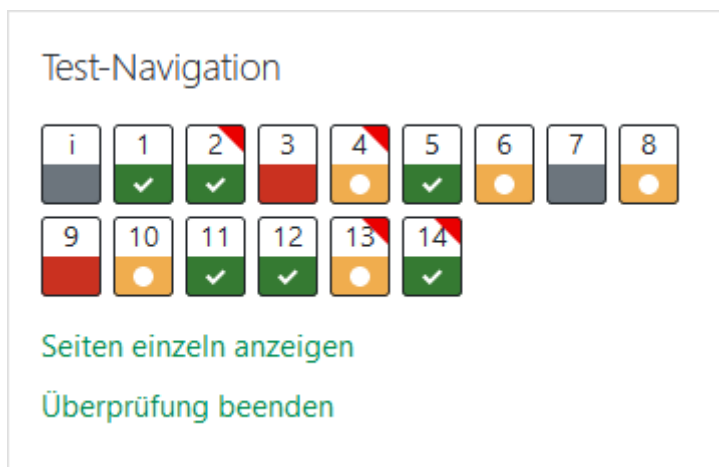 Test-Navigation
i 1 2 3 4 5 6 7 8
9 10 11 12 13 14
Seiten einzeln anzeigen
Überprüfung beenden